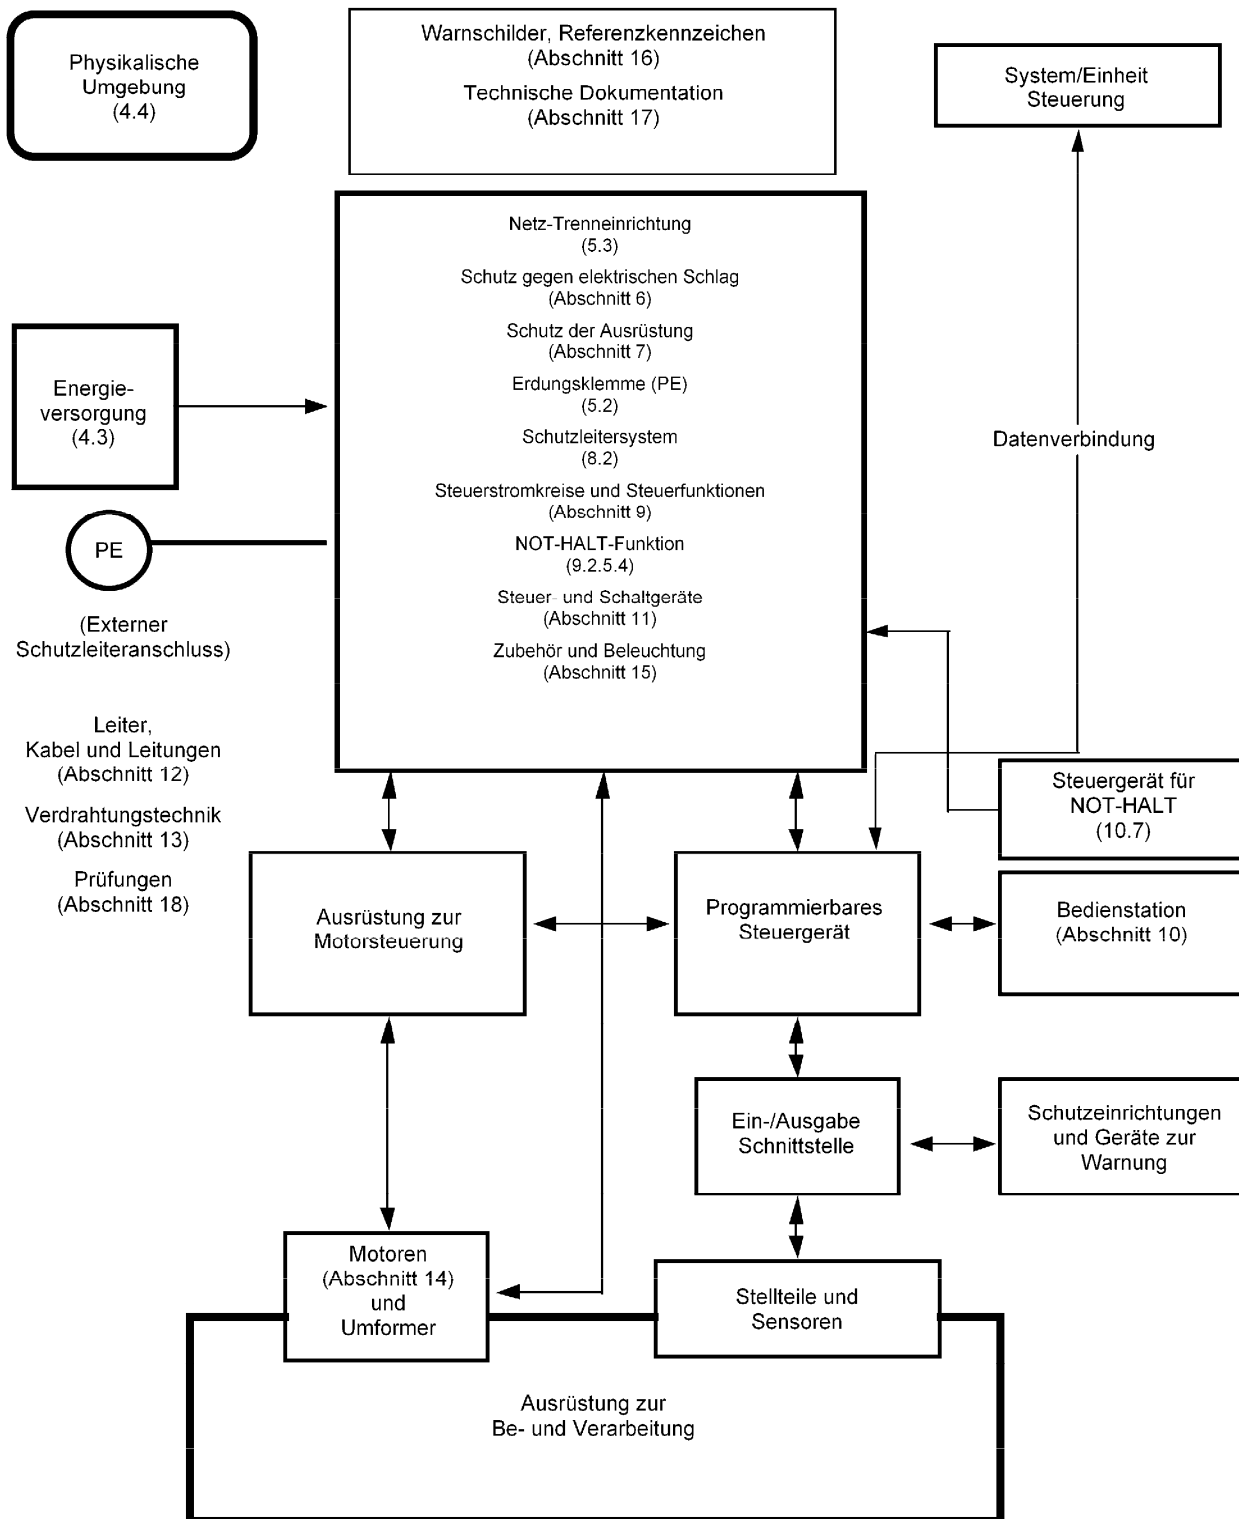 Physikalische
Umgebung
(4.4)
Warnschilder, Referenzkennzeichen
(Abschnitt 16)
Technische Dokumentation
(Abschnitt 17)
System/Einheit
Steuerung
Netz-Trenneinrichtung
(5.3)
Schutz gegen elektrischen Schlag
(Abschnitt 6)
Schutz der Ausrüstung
(Abschnitt 7)
Erdungsklemme (PE)
(5.2)
Schutzleitersystem
(8.2)
Steuerstromkreise und Steuerfunktionen
(Abschnitt 9)
NOT-HALT-Funktion
(9.2.5.4)
Steuer- und Schaltgeräte
(Abschnitt 11)
Zubehör und Beleuchtung
(Abschnitt 15)
Energie-
versorgung
(4.3)
PE
(Externer
Schutzleiteranschluss)
Datenverbindung
Leiter,
Kabel und Leitungen
(Abschnitt 12)
Verdrahtungstechnik
(Abschnitt 13)
Prüfungen
(Abschnitt 18)
Steuergerät für
NOT-HALT
(10.7)
Ausrüstung zur
Motorsteuerung
Programmierbares
Steuergerät
Bedienstation
(Abschnitt 10)
Ein-/Ausgabe
Schnittstelle
Schutzeinrichtungen
und Geräte zur
Warnung
Motoren
(Abschnitt 14)
und
Umformer
Stellteile und
Sensoren
Ausrüstung zur
Be- und Verarbeitung